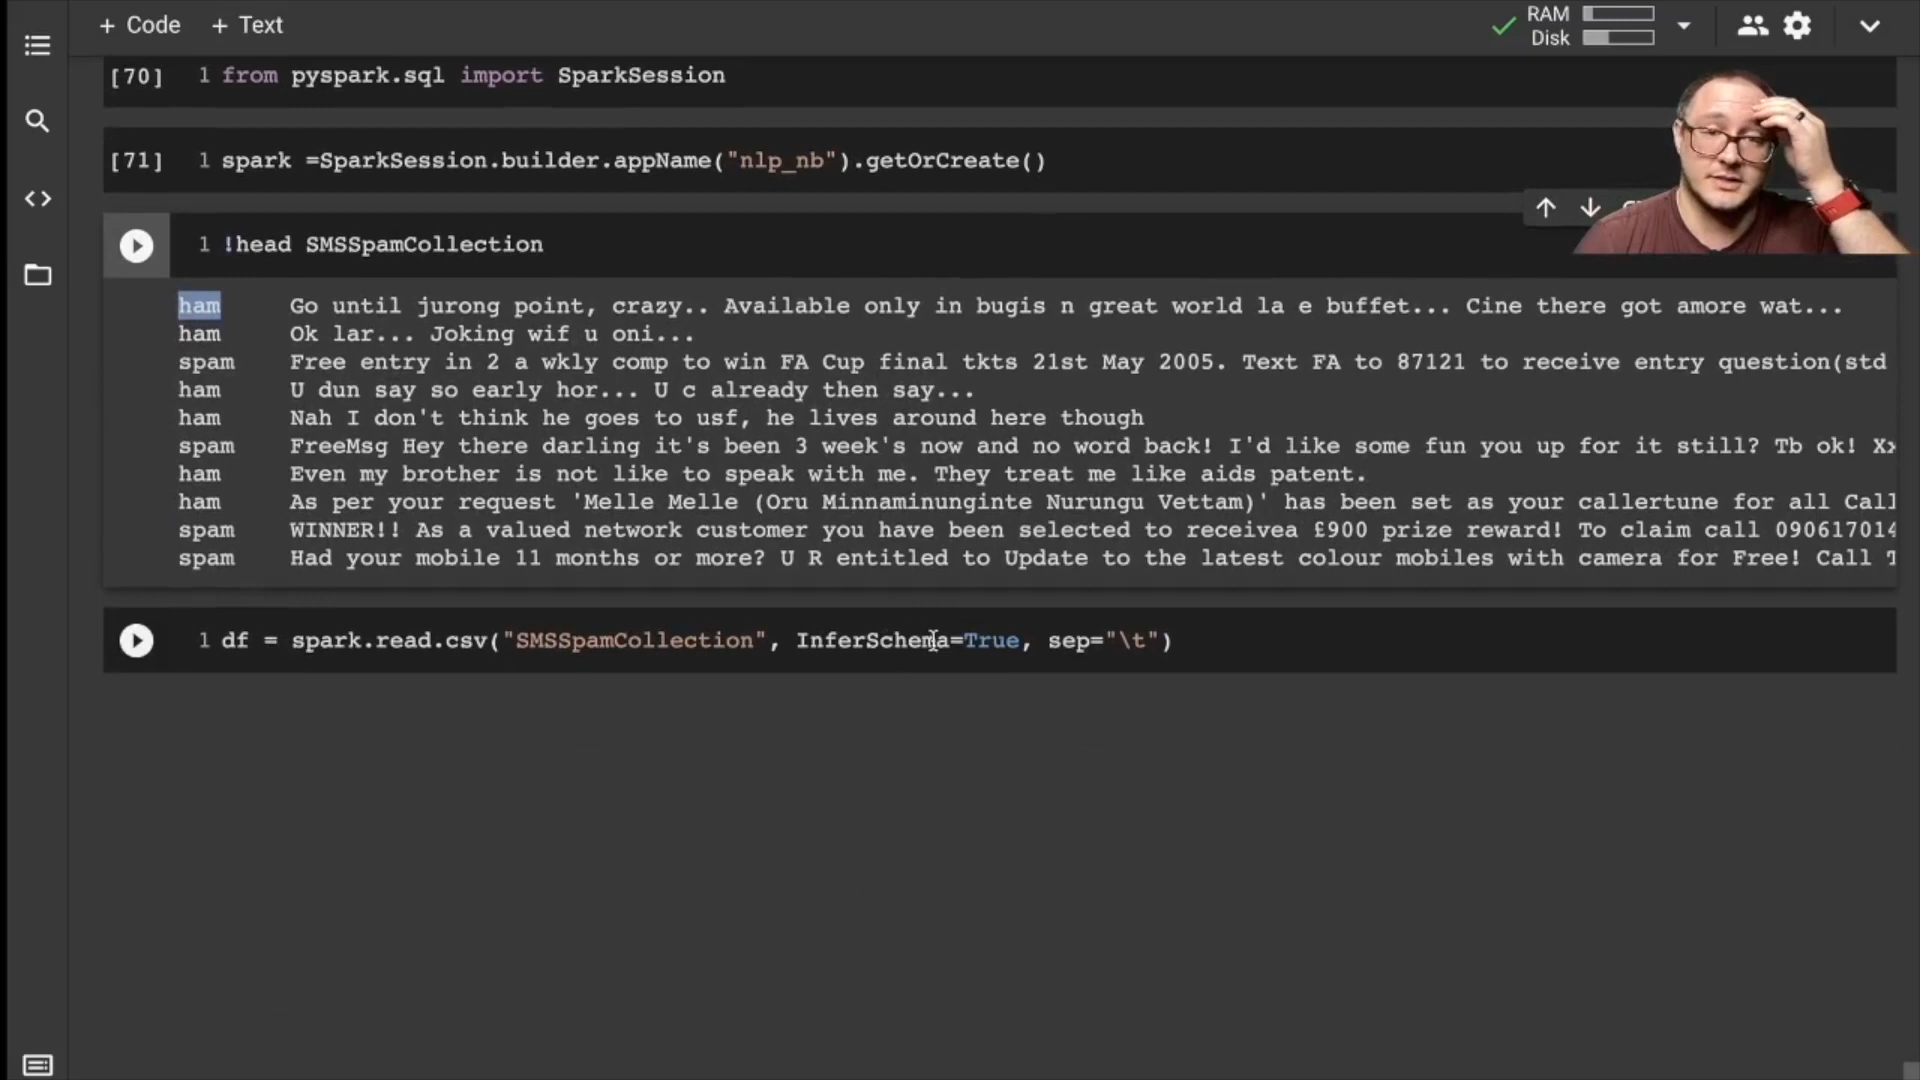 + Code + Text
RAM
Disk
[70] 1 from pyspark.sql import SparkSession
[71] 1 spark =SparkSession.builder.appName("nlp_nb").getOrCreate()
1 !head SMSSpamCollection
ham Go until jurong point, crazy.. Available only in bugis n great world la e buffet... Cine there got amore wat...
ham Ok lar... Joking wif u oni...
spam Free entry in 2 a wkly comp to win FA Cup final tkts 21st May 2005. Text FA to 87121 to receive entry question(std
ham U dun say so early hor... U c already then say...
ham Nah I don't think he goes to usf, he lives around here though
spam FreeMsg Hey there darling it's been 3 week's now and no word back! I'd like some fun you up for it still? Tb ok! Xx
ham Even my brother is not like to speak with me. They treat me like aids patent.
ham As per your request 'Melle Melle (Oru Minnaminunginte Nurungu Vettam)' has been set as your callertune for all Call
spam WINNER!! As a valued network customer you have been selected to receivea £900 prize reward! To claim call 090617014
spam Had your mobile 11 months or more? U R entitled to Update to the latest colour mobiles with camera for Free! Call T
1 df = spark.read.csv("SMSSpamCollection", InferSchema=True, sep="\t")